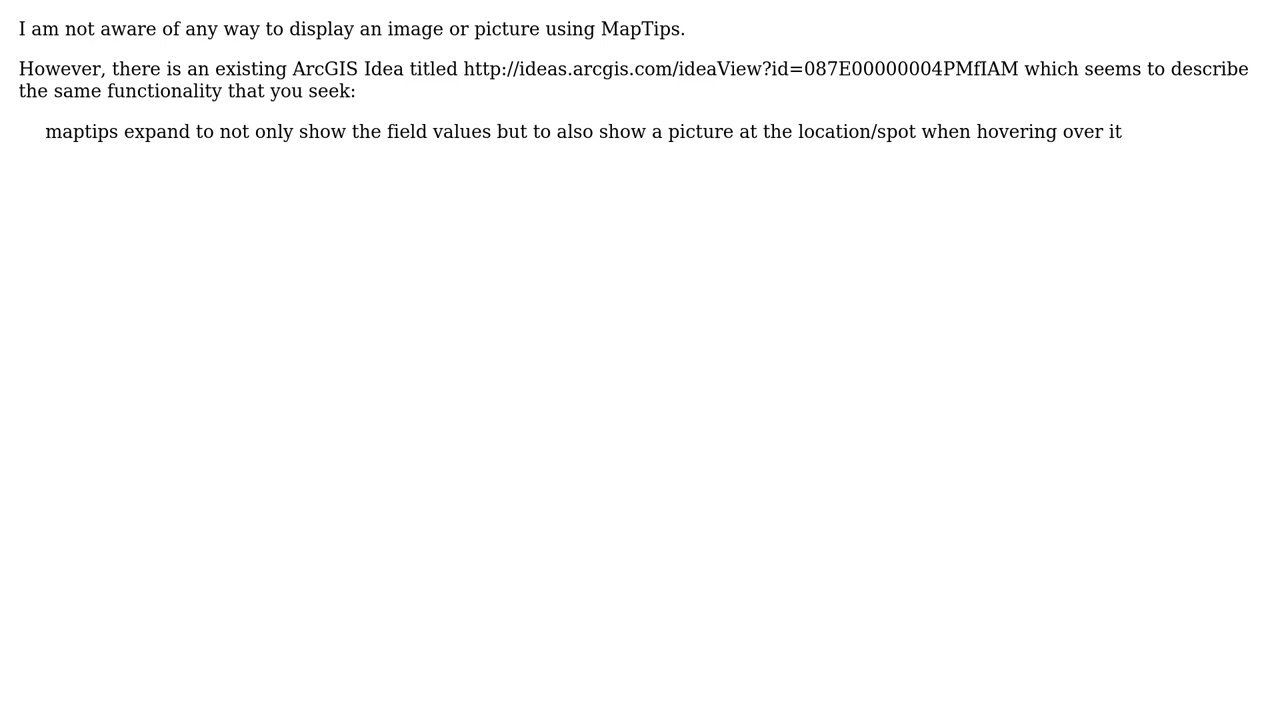 I am not aware of any way to display an image or picture using MapTips.
However, there is an existing ArcGIS Idea titled http://ideas.arcgis.com/ideaView?id=087E00000004PMfIAM which seems to describe
the same functionality that you seek:
maptips expand to not only show the field values but to also show a picture at the location/spot when hovering over it